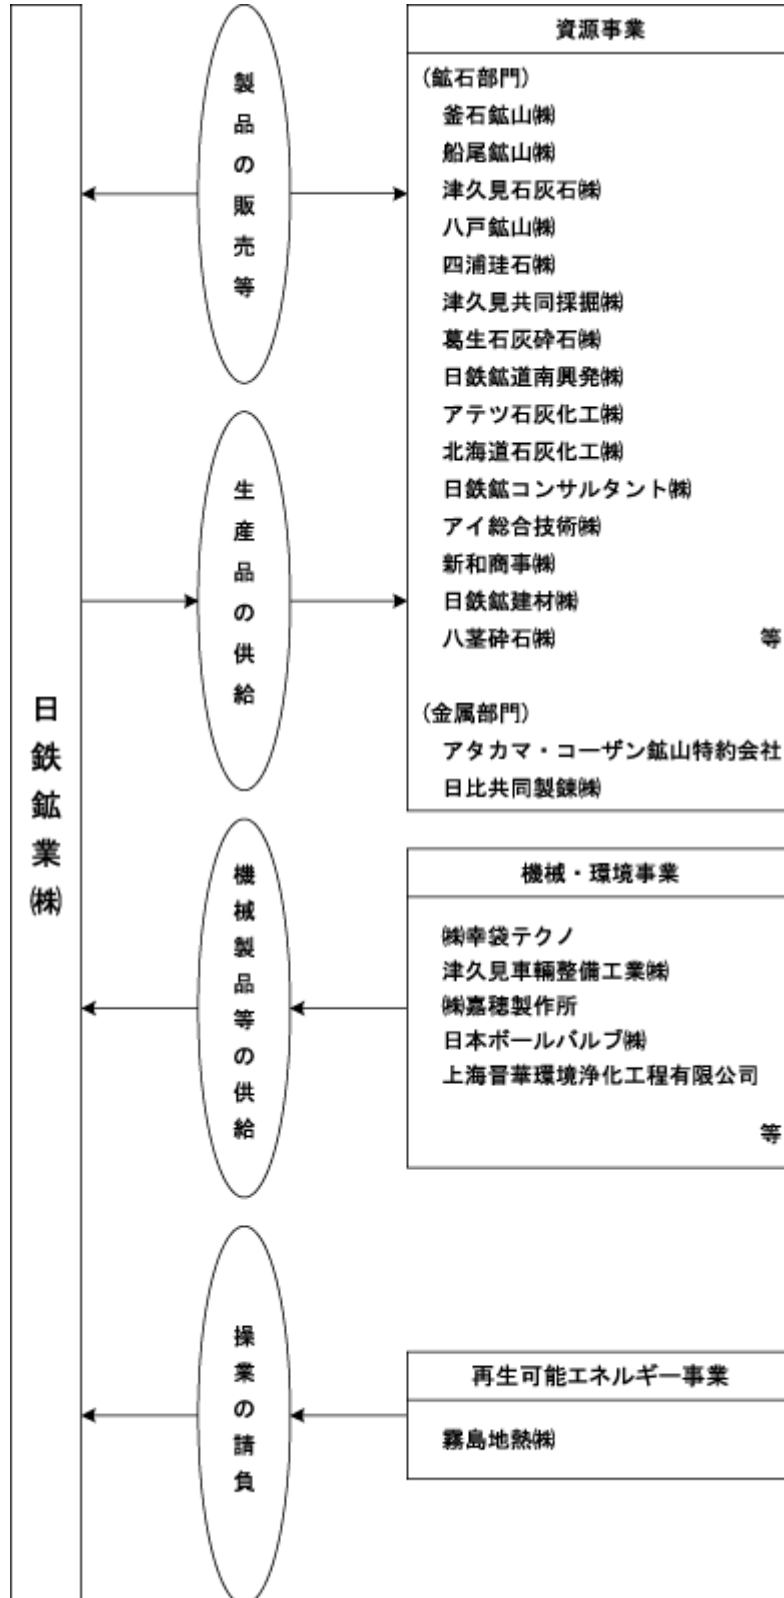 日鉄鉱業㈱
製品の販売等
生産品の供給
機械製品等の供給
操業の請負
資源事業
(鉱石部門)
釜石鉱山㈱
船尾鉱山㈱
津久見石灰石㈱
八戸鉱山㈱
四浦珪石㈱
津久見共同採掘㈱
葛生石灰砕石㈱
日鉄鉱道南興発㈱
アテツ石灰化工㈱
北海道石灰化工㈱
日鉄鉱コンサルタント㈱
アイ総合技術㈱
新和商事㈱
日鉄鉱建材㈱
八茎砕石㈱ 等
(金属部門)
アタカマ・コーザン鉱山特約会社
日比共同製錬㈱
機械・環境事業
㈱幸袋テクノ
津久見車輌整備工業㈱
㈱嘉穂製作所
日本ボールバルブ㈱
上海晋華環境浄化工程有限公司
等
再生可能エネルギー事業
霧島地熱㈱